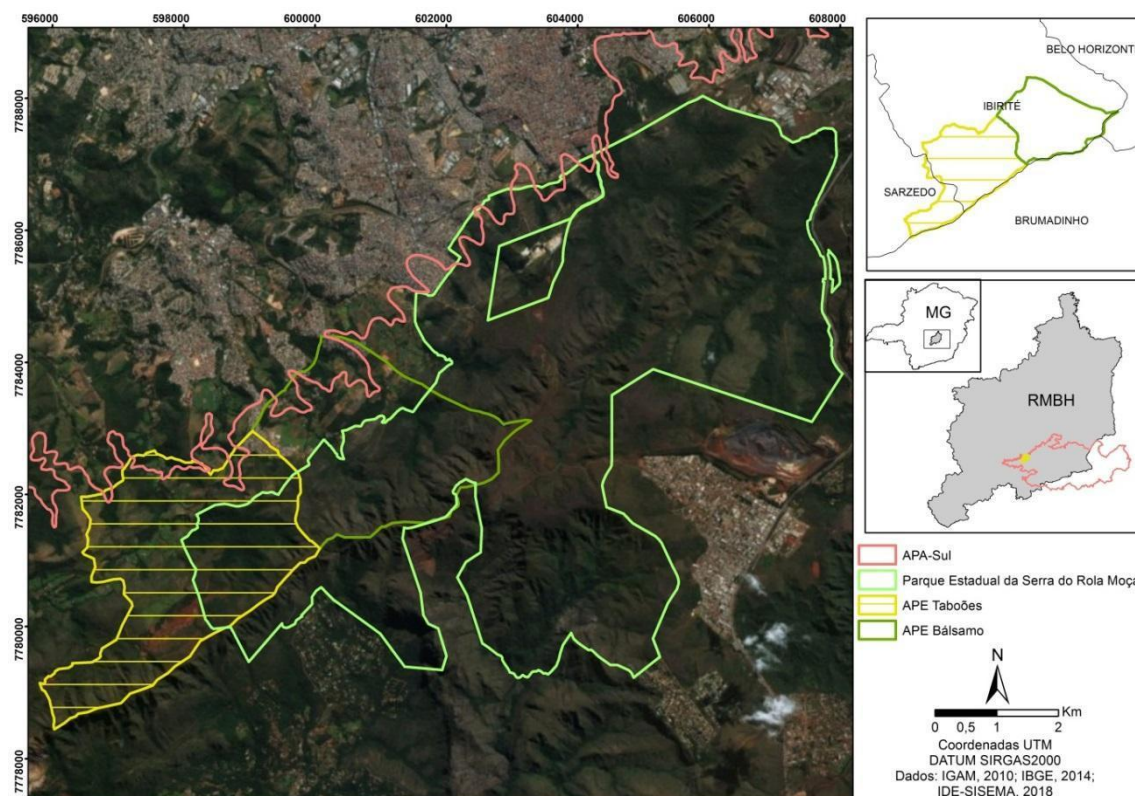 596000 598000 600000 602000 604000 606000 608000
7788000
7786000
7784000
7782000
7780000
7778000
BELO HORIZONT
IBIRITÉ
SARZEDO
BRUMADINHO
MG
RMBH
APA-Sul
Parque Estadual da Serra do Rola Moça
APE Taboões
APE Bálsamo
N
0 0,5 1 2 Km
Coordenadas UTM
DATUM SIRGAS2000
Dados: IGAM, 2010; IBGE, 2014;
IDE-SISEMA, 2018